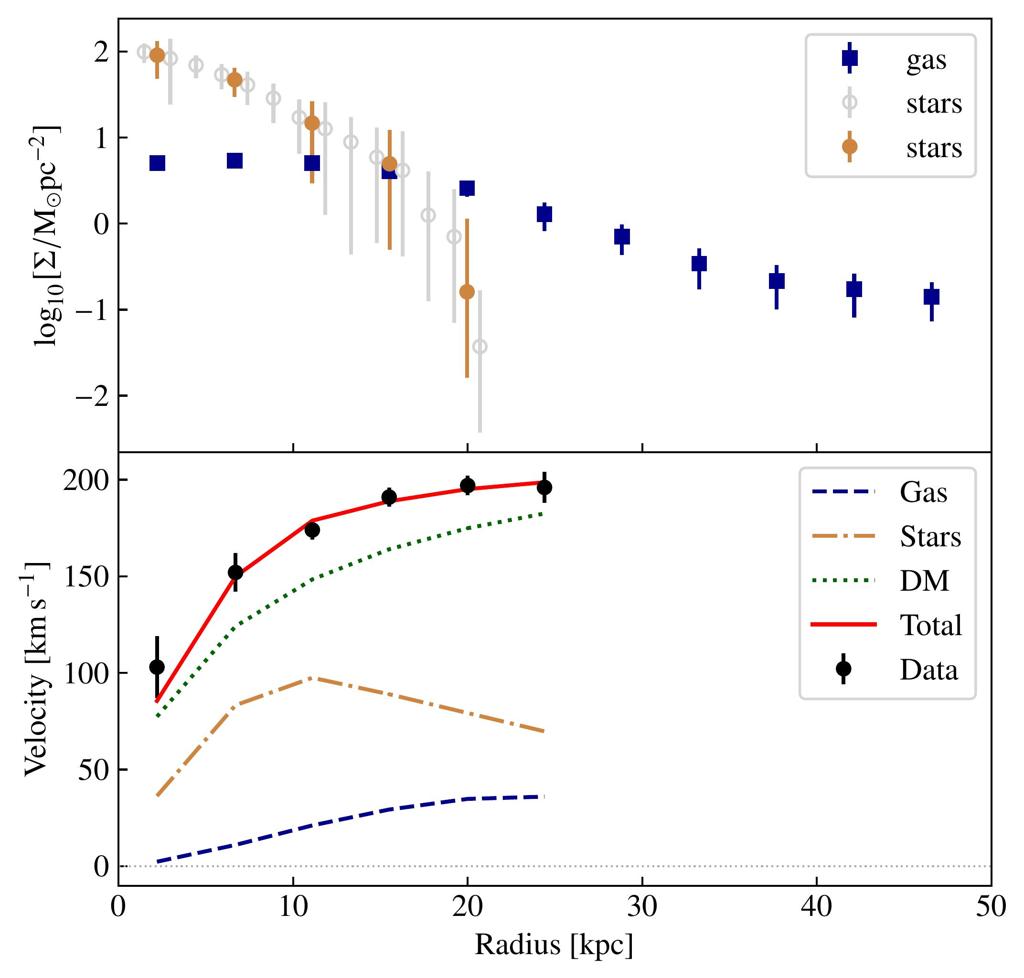 2
1
0
−1
−2
log₁₀[Σ/M☉pc⁻²]
gas
stars
stars
200
150
100
50
0
Velocity [km s⁻¹]
Gas
Stars
DM
Total
Data
0 10 20 30 40 50
Radius [kpc]